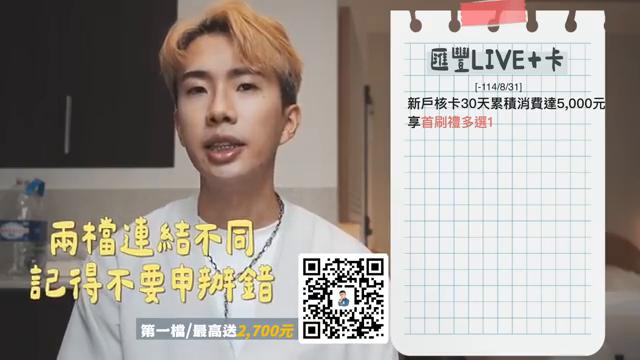 匯豐LIVE+卡
[-114/8/31]
新戶核卡30天累積消費達5,000元
享首刷禮多選1
兩檔連結不同
記得不要申辦錯
第一檔/最高送2,700元